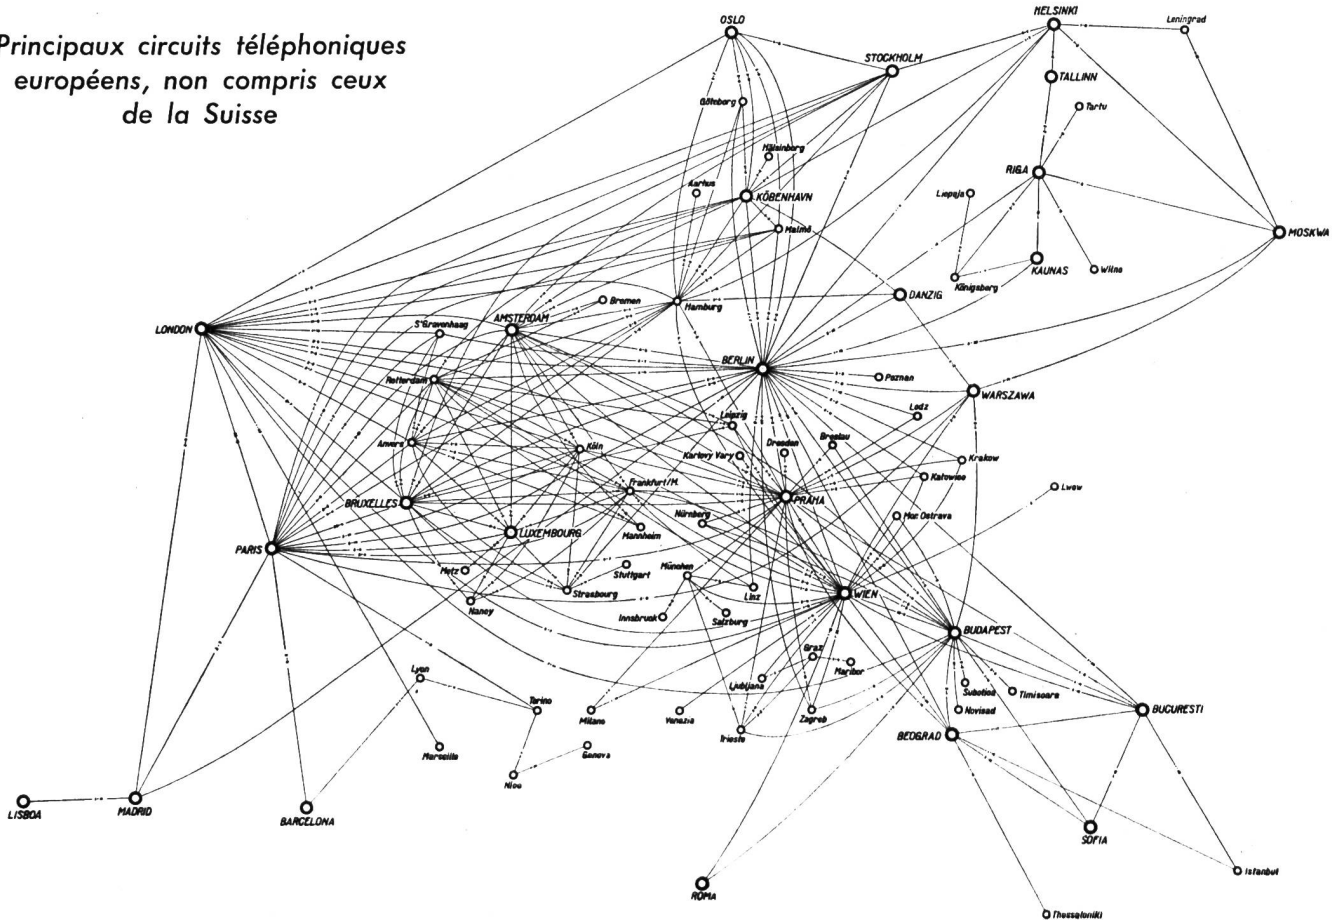 Principaux circuits téléphoniques
européens, non compris ceux
de la Suisse
OSLO
HELSINKI
Leningrad
STOCKHOLM
TALLINN
Göteborg
Tartu
Hälsinborg
RIGA
Aarhus
KÖBENHAVN
Liepaja
Malmö
MOSKWA
KAUNAS
Wilno
Königsberg
DANZIG
Bremen
Hamburg
LONDON
S'Gravenhaag
AMSTERDAM
BERLIN
Rotterdam
Poznan
WARSZAWA
Lodz
Leipzig
Anvers
Köln
Dresden
Breslau
Karlovy Vary
Krakow
Katowice
Frankfurt/M.
Lwow
BRUXELLES
PRAHA
Nürnberg
Mor. Ostrava
LUXEMBOURG
Mannheim
PARIS
Metz
Stuttgart
München
Strasbourg
Linz
WIEN
Nancy
Innsbruck
Salzburg
BUDAPEST
Graz
Maribor
Lyon
Ljubljana
Subotica
Timisoara
Torino
Milano
Venezia
Zagreb
Novisad
BUCURESTI
Trieste
BEOGRAD
Marseille
Genova
Nice
LISBOA
MADRID
BARCELONA
SOFIA
Istanbul
ROMA
Thessaloniki